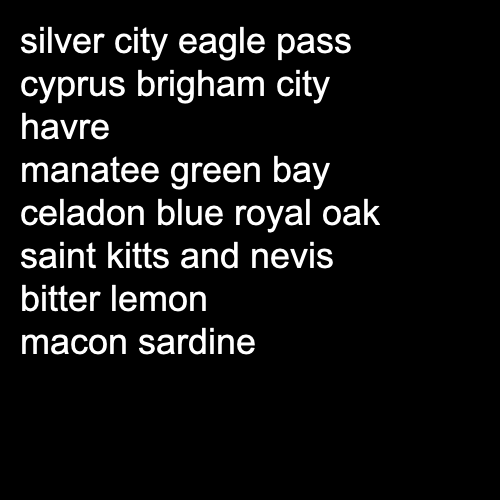 silver city eagle pass
cyprus brigham city
havre
manatee green bay
celadon blue royal oak
saint kitts and nevis
bitter lemon
macon sardine